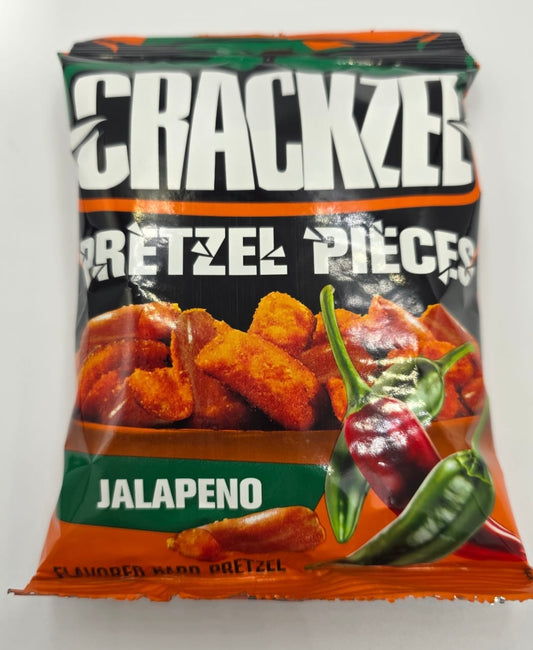 CRACKZEL
PRETZEL PIECES
JALAPENO
FLAVORED HARD PRETZEL